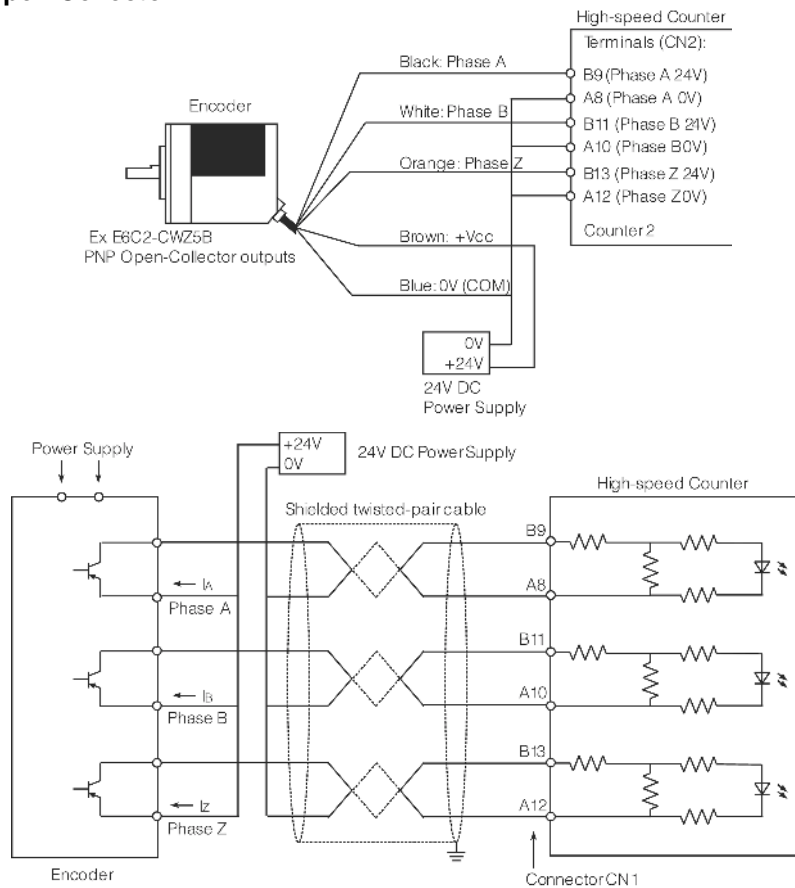 High-speed Counter
Terminals (CN2):
Black: Phase A
B9 (Phase A 24V)
Encoder
A8 (Phase A 0V)
White: Phase B
B11 (Phase B 24V)
A10 (Phase B0V)
Orange: Phase Z
B13 (Phase Z 24V)
A12 (Phase Z0V)
Ex E6C2-CWZ5B
PNP Open-Collector outputs
Brown: +Vcc
Counter 2
Blue: 0V (COM)
0V
+24V
24V DC
Power Supply
Power Supply
+24V
0V
24V DC Power Supply
High-speed Counter
Shielded twisted-pair cable
B9
IA
A8
Phase A
B11
IB
A10
Phase B
B13
IZ
A12
Phase Z
Encoder
Connector CN1